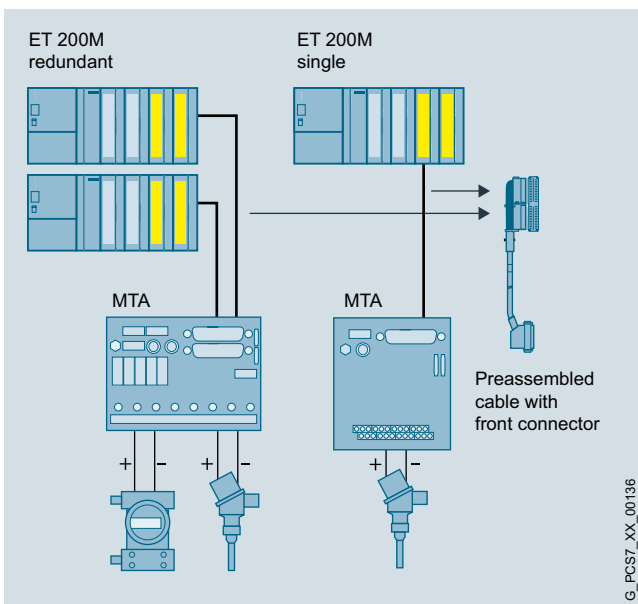 ET 200M
redundant
ET 200M
single
MTA
MTA
Preassembled
cable with
front connector
+ − + −
+ −
G_PCS7_XX_00136